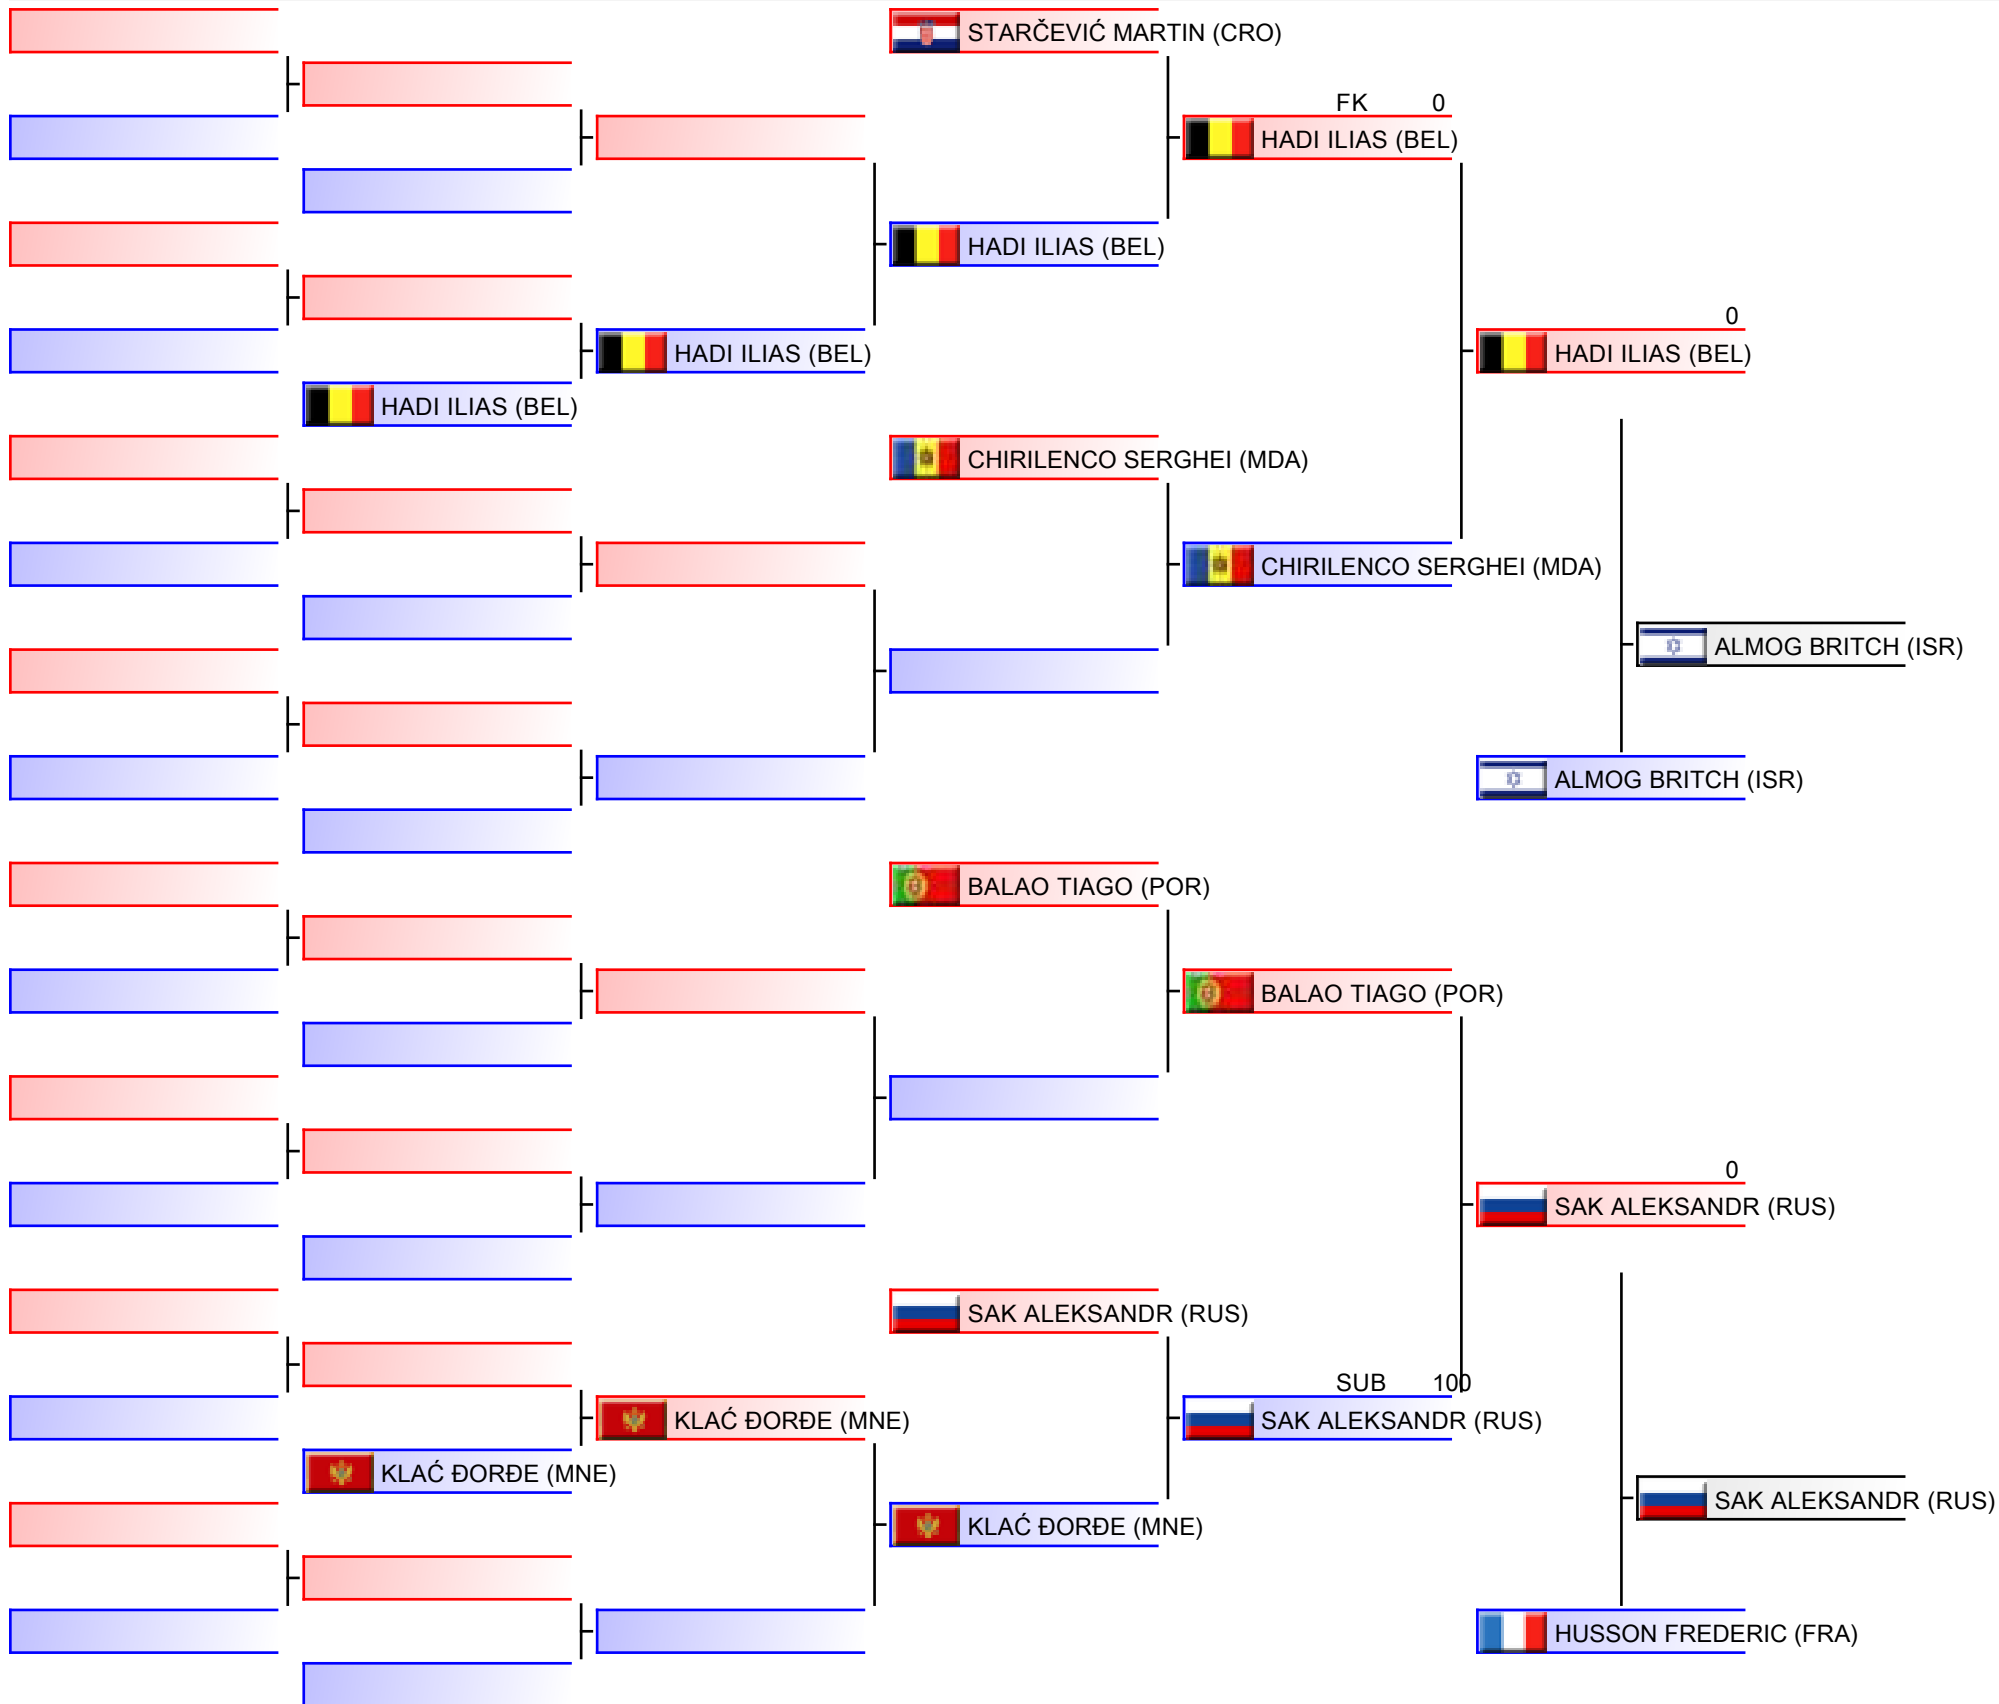 STARČEVIĆ MARTIN (CRO)
FK 0
HADI ILIAS (BEL)
HADI ILIAS (BEL)
0
HADI ILIAS (BEL)
HADI ILIAS (BEL)
HADI ILIAS (BEL)
CHIRILENCO SERGHEI (MDA)
CHIRILENCO SERGHEI (MDA)
ALMOG BRITCH (ISR)
ALMOG BRITCH (ISR)
BALAO TIAGO (POR)
BALAO TIAGO (POR)
0
SAK ALEKSANDR (RUS)
SAK ALEKSANDR (RUS)
SUB 100
KLAĆ ĐORĐE (MNE)
SAK ALEKSANDR (RUS)
KLAĆ ĐORĐE (MNE)
SAK ALEKSANDR (RUS)
KLAĆ ĐORĐE (MNE)
HUSSON FREDERIC (FRA)